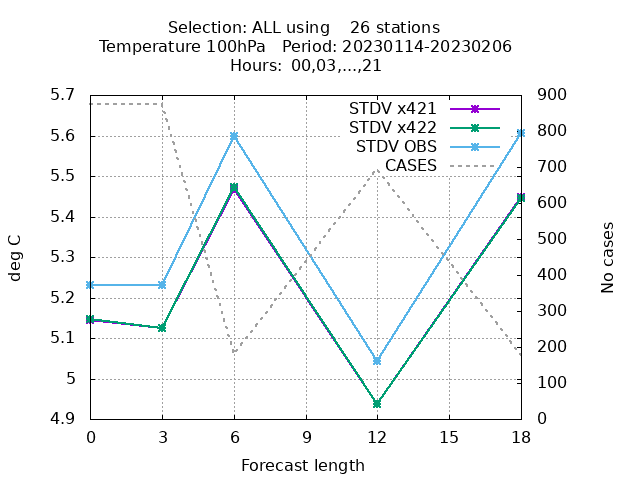 Selection: ALL using    26 stations
Temperature 100hPa   Period: 20230114-20230206
Hours:  00,03,...,21
STDV x421
STDV x422
STDV OBS
CASES
5.7
5.6
5.5
5.4
5.3
5.2
5.1
5
4.9
deg C
900
800
700
600
500
400
300
200
100
0
No cases
0 3 6 9 12 15 18
Forecast length